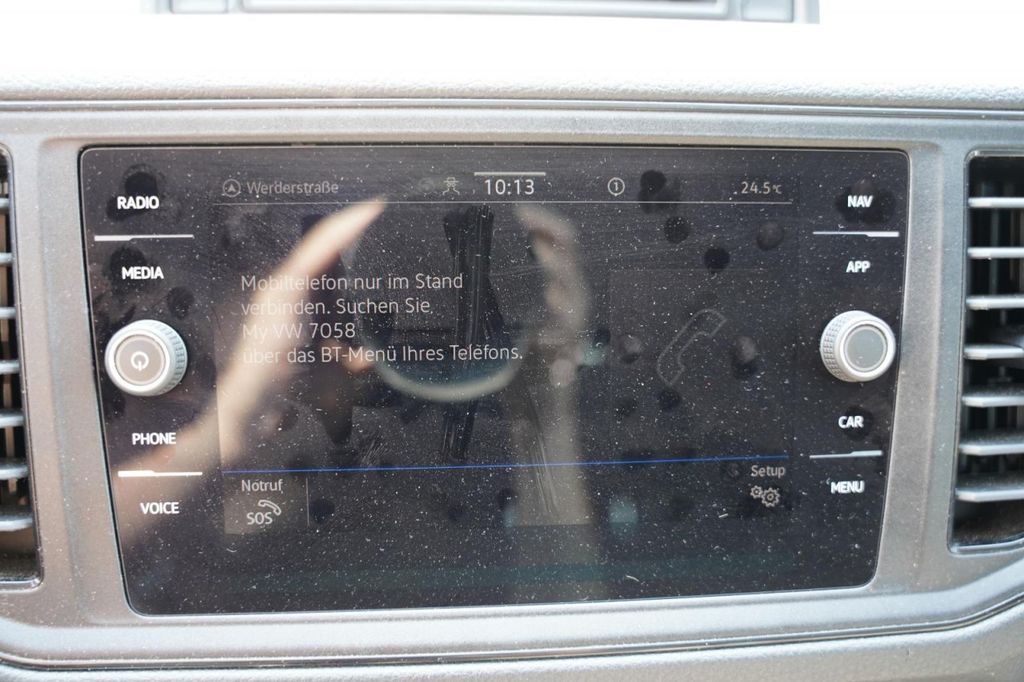 Werderstraße 10:13 1 24.5°C
RADIO
NAV
MEDIA
APP
Mobiltelefon nur im Stand
verbinden. Suchen Sie
My VW 7058
über das BT-Menü Ihres Telefons.
PHONE
CAR
VOICE
MENU
Notruf
SOS
Setup